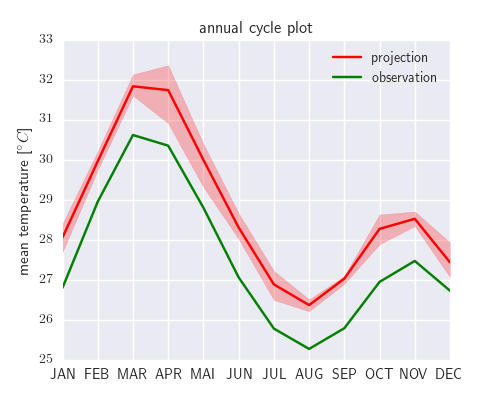 annual cycle plot
projection
observation
mean temperature [°C]
33
32
31
30
29
28
27
26
25
JAN FEB MAR APR MAI JUN JUL AUG SEP OCT NOV DEC